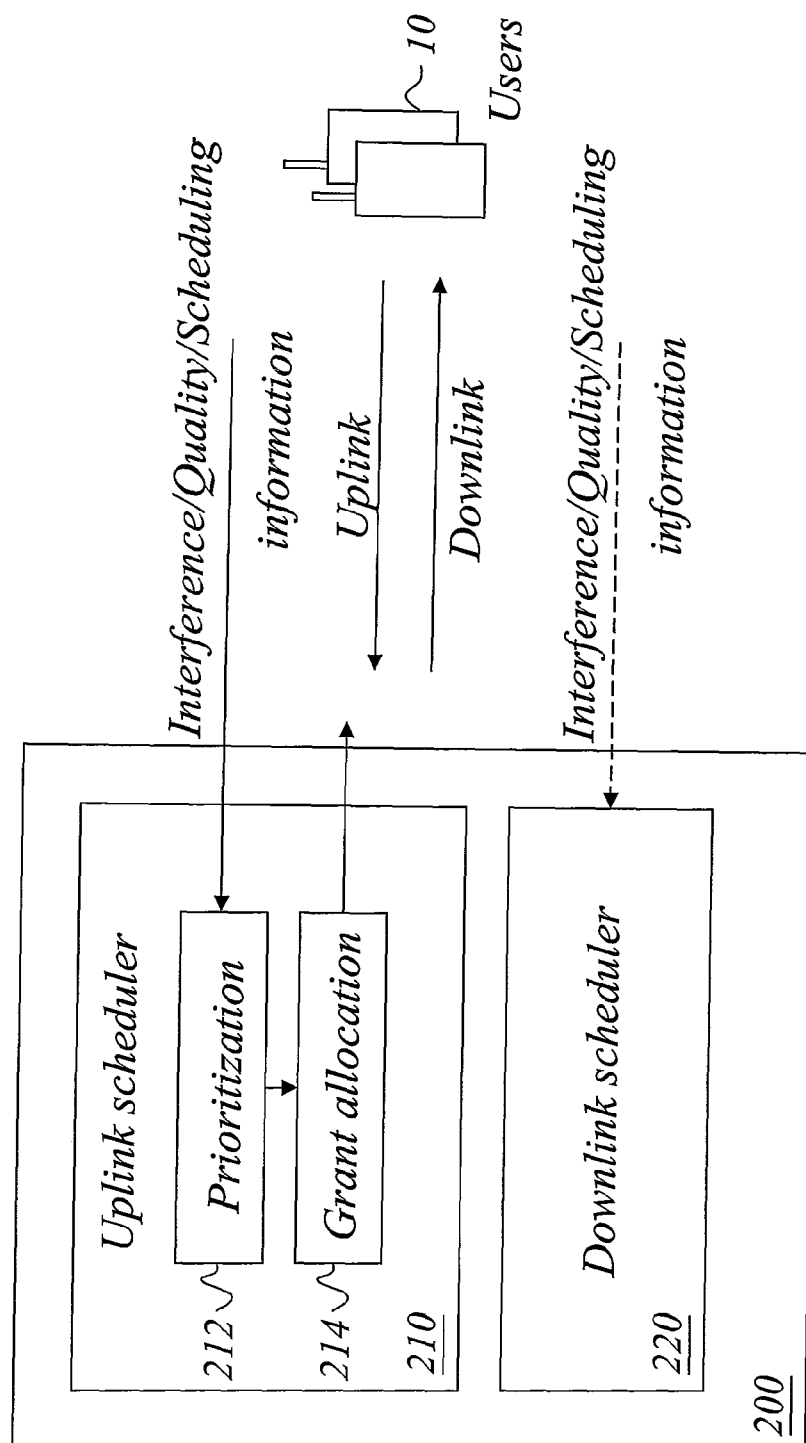 Uplink scheduler
Prioritization
Grant allocation
212
214
210
Downlink scheduler
220
200
Interference/Quality/Scheduling
information
Uplink
Downlink
Interference/Quality/Scheduling
information
10
Users